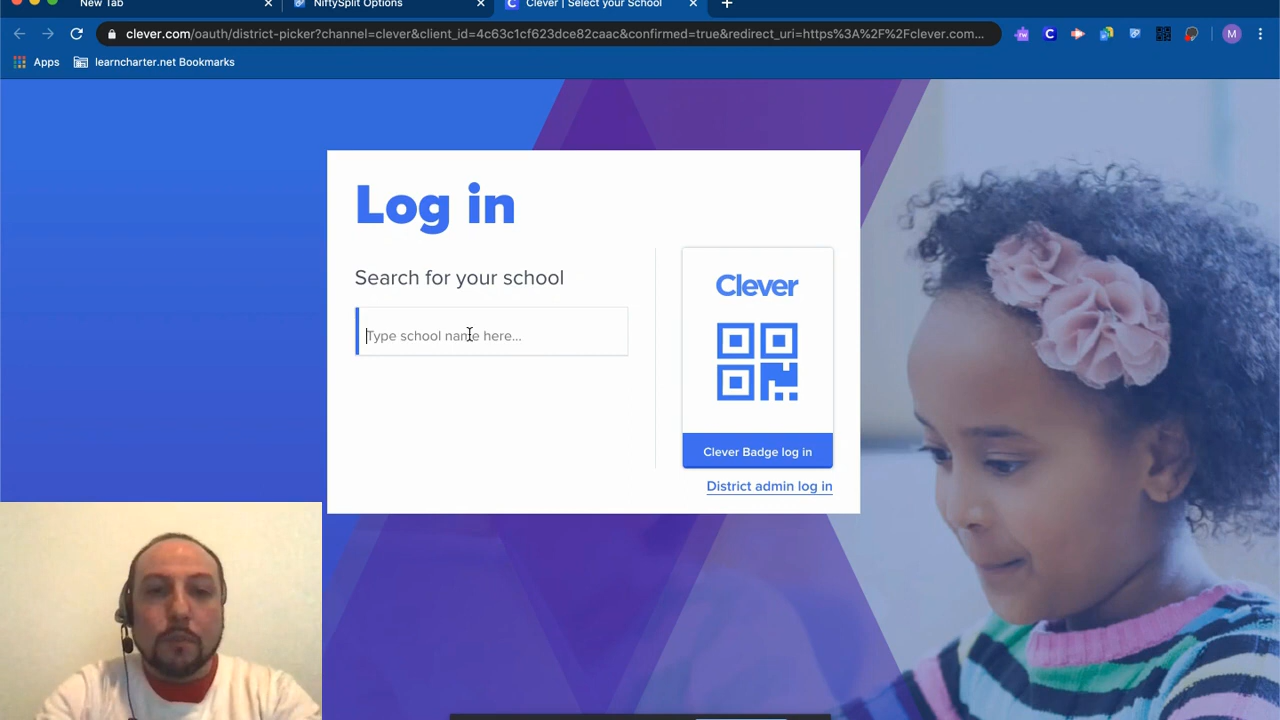 New Tab
NiftySplit Options
Clever | Select your School
clever.com/oauth/district-picker?channel=clever&client_id=4c63c1cf623dce82caac&confirmed=true&redirect_uri=https%3A%2F%2Fclever.com...
M
Apps
learncharter.net Bookmarks
Log in
Search for your school
Type school name here...
Clever
Clever Badge log in
District admin log in